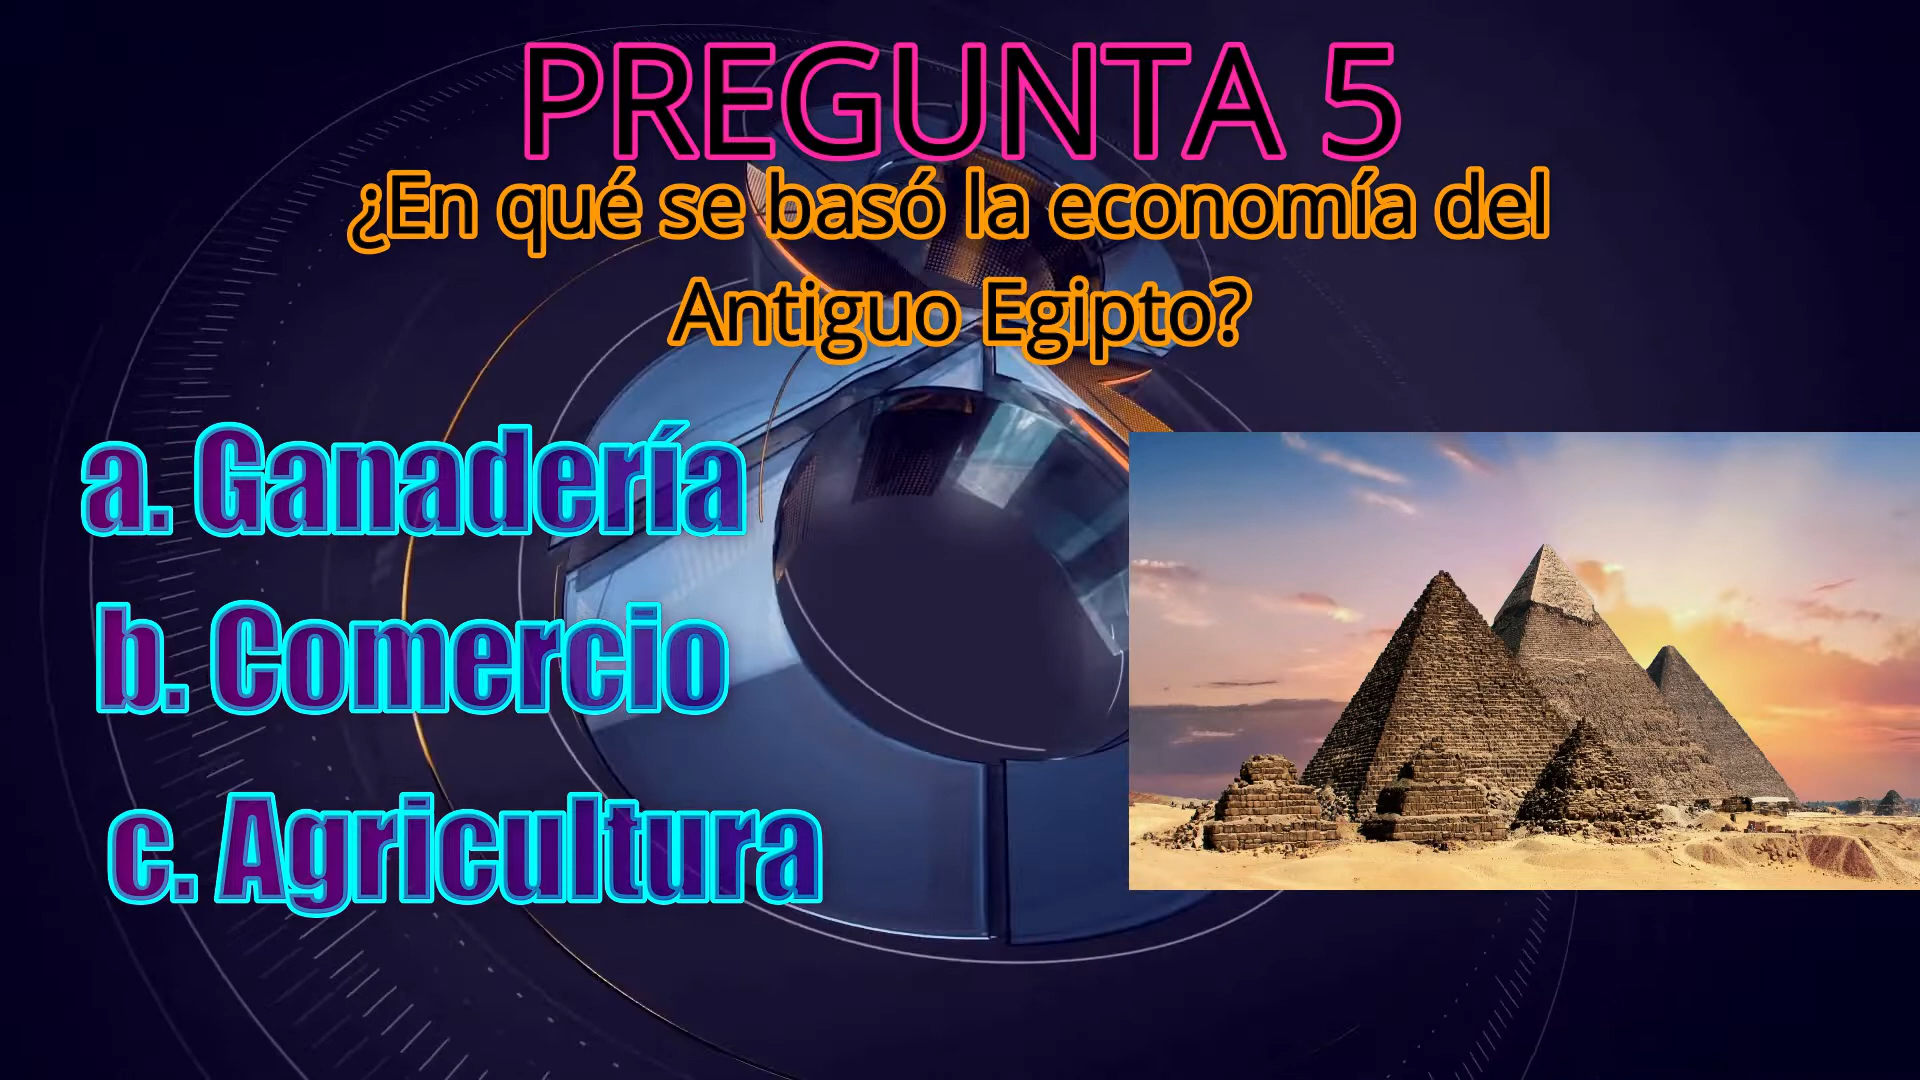 PREGUNTA 5
¿En qué se basó la economía del
Antiguo Egipto?
a. Ganadería
b. Comercio
c. Agricultura